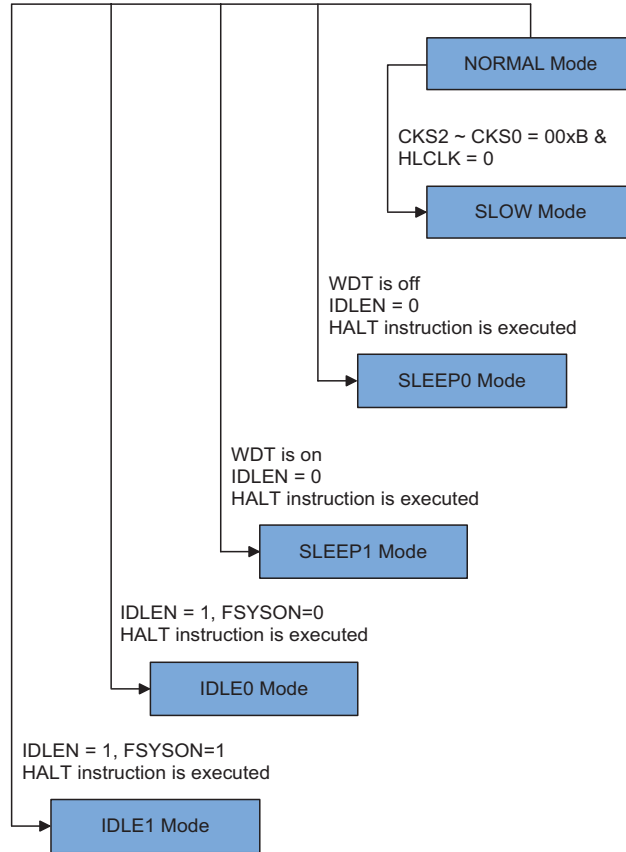 NORMAL Mode
CKS2 ~ CKS0 = 00xB &
HLCLK = 0
SLOW Mode
WDT is off
IDLEN = 0
HALT instruction is executed
SLEEP0 Mode
WDT is on
IDLEN = 0
HALT instruction is executed
SLEEP1 Mode
IDLEN = 1, FSYSON=0
HALT instruction is executed
IDLE0 Mode
IDLEN = 1, FSYSON=1
HALT instruction is executed
IDLE1 Mode